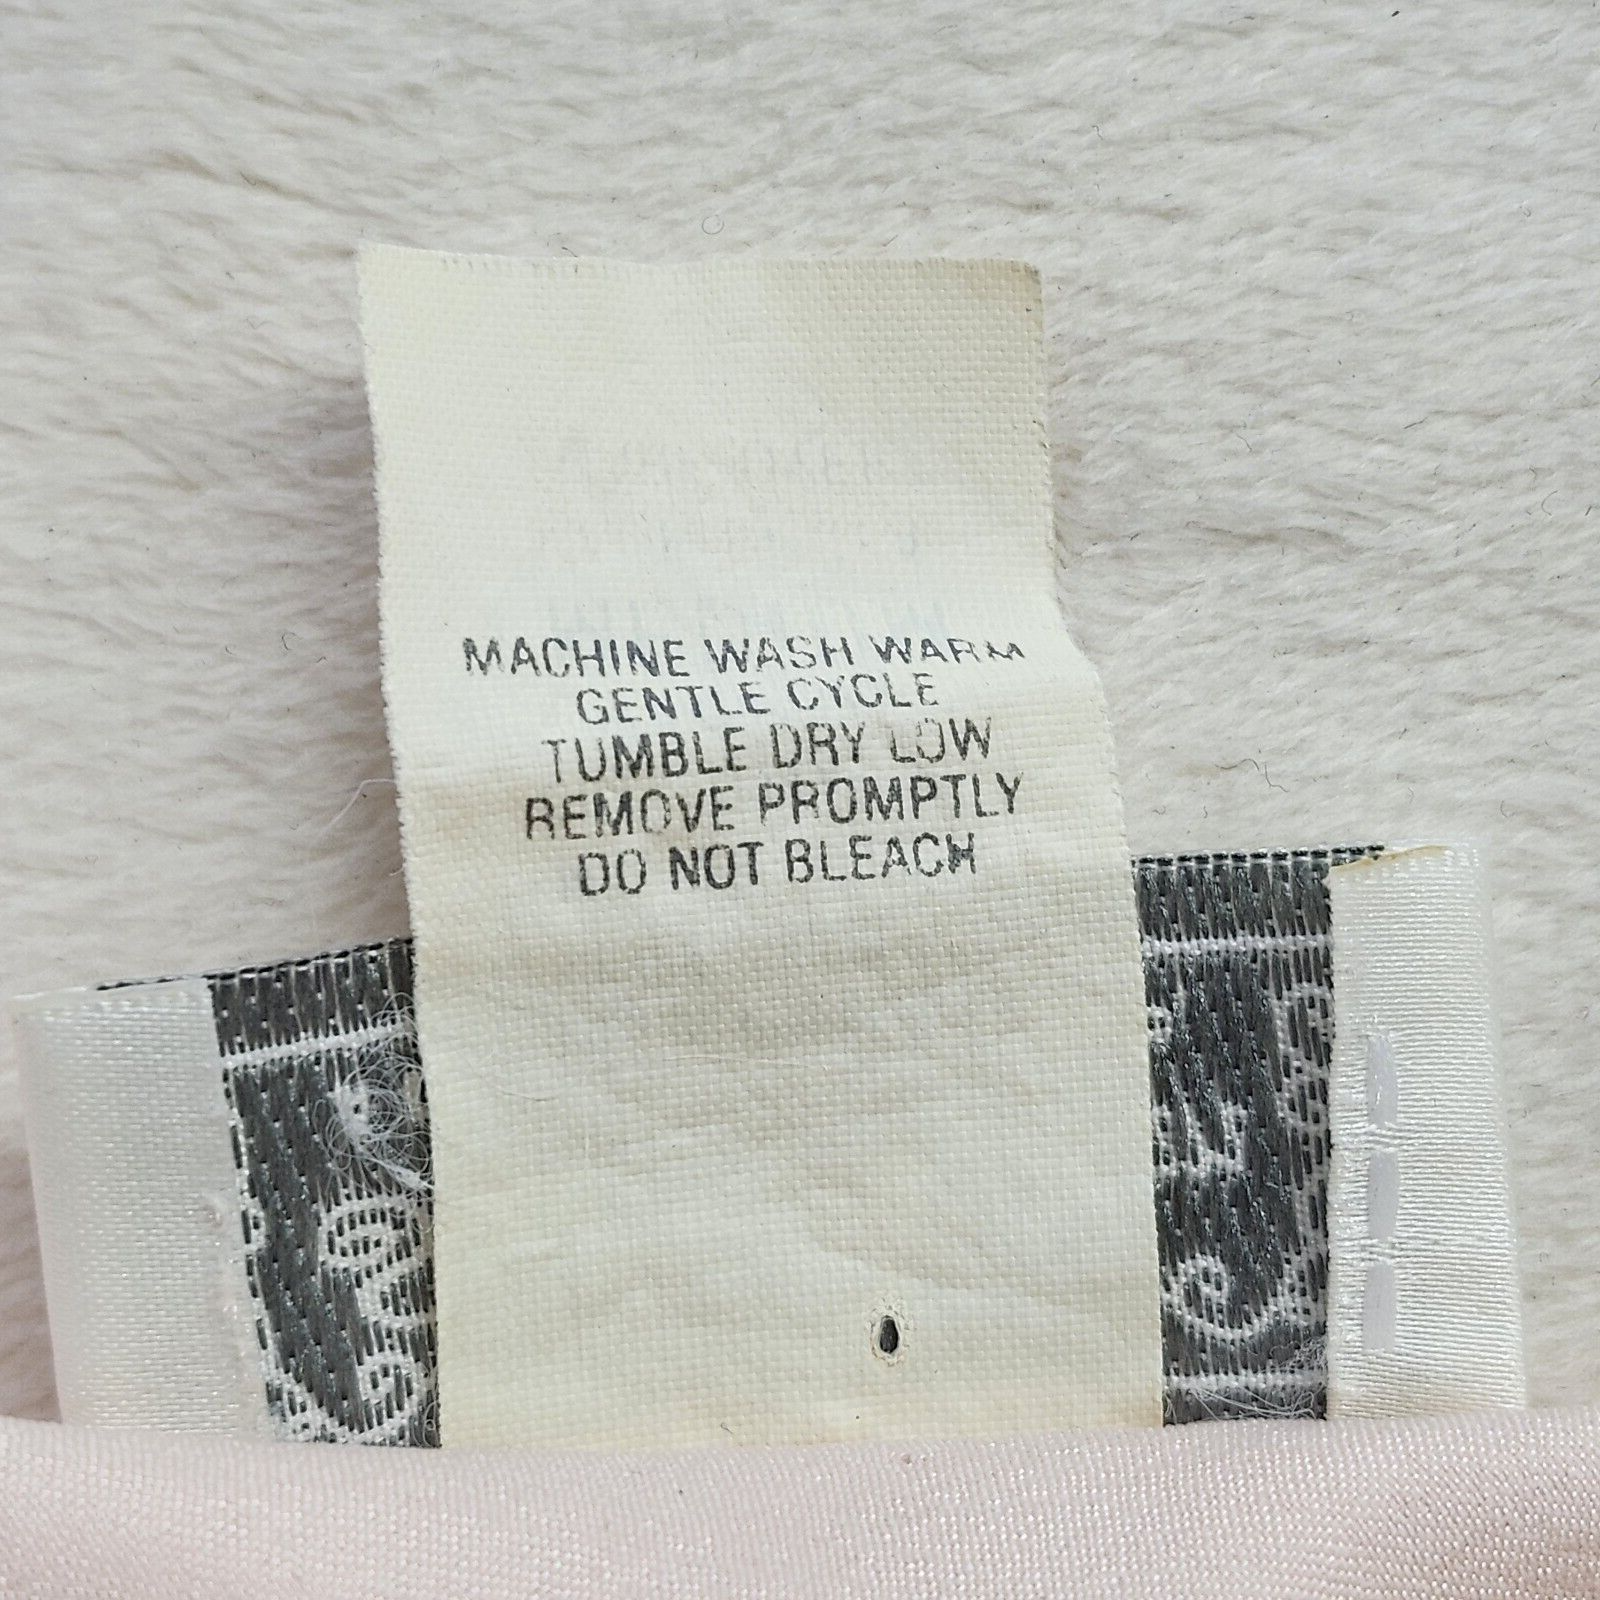 MACHINE WASH WARM
GENTLE CYCLE
TUMBLE DRY LOW
REMOVE PROMPTLY
DO NOT BLEACH